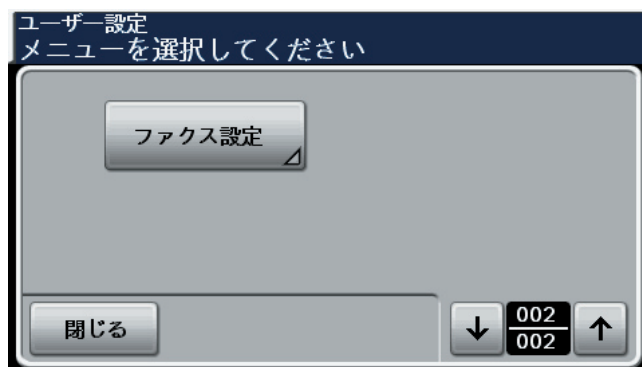 ユーザー設定
メニューを選択してください
ファクス設定
閉じる
↓ 002 ↑
002